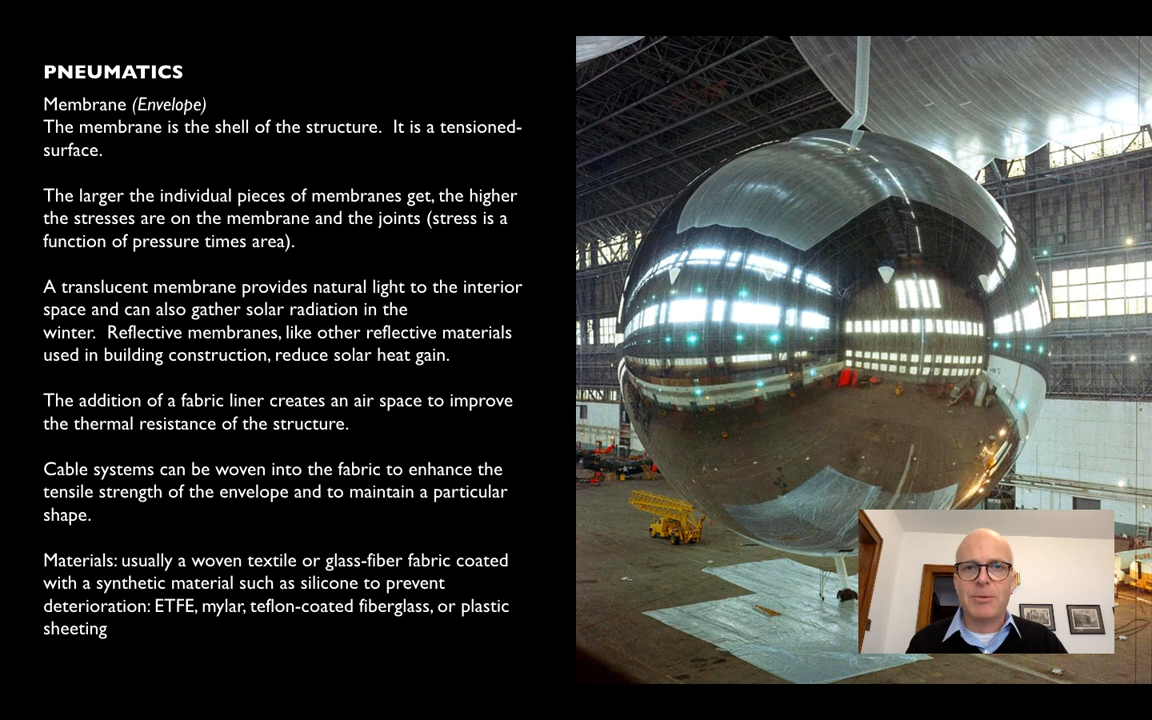 PNEUMATICS
Membrane (Envelope)
The membrane is the shell of the structure.  It is a tensioned-
surface.
The larger the individual pieces of membranes get, the higher
the stresses are on the membrane and the joints (stress is a
function of pressure times area).
A translucent membrane provides natural light to the interior
space and can also gather solar radiation in the
winter.  Reflective membranes, like other reflective materials
used in building construction, reduce solar heat gain.
The addition of a fabric liner creates an air space to improve
the thermal resistance of the structure.
Cable systems can be woven into the fabric to enhance the
tensile strength of the envelope and to maintain a particular
shape.
Materials: usually a woven textile or glass-fiber fabric coated
with a synthetic material such as silicone to prevent
deterioration: ETFE, mylar, teflon-coated fiberglass, or plastic
sheeting